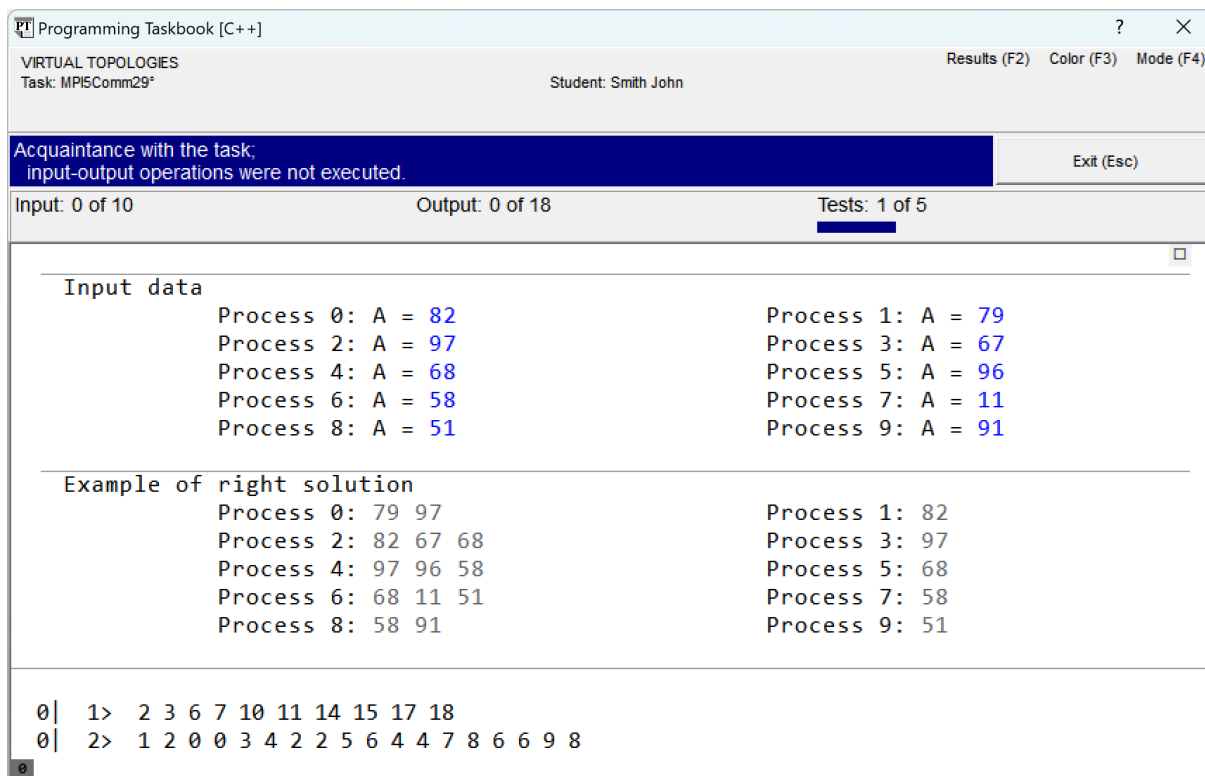 PT Programming Taskbook [C++] ? ×
VIRTUAL TOPOLOGIES Results (F2) Color (F3) Mode (F4)
Task: MPI5Comm29° Student: Smith John
Acquaintance with the task;
input-output operations were not executed.
Exit (Esc)
Input: 0 of 10 Output: 0 of 18 Tests: 1 of 5
Input data
Process 0: A = 82 Process 1: A = 79
Process 2: A = 97 Process 3: A = 67
Process 4: A = 68 Process 5: A = 96
Process 6: A = 58 Process 7: A = 11
Process 8: A = 51 Process 9: A = 91
Example of right solution
Process 0: 79 97 Process 1: 82
Process 2: 82 67 68 Process 3: 97
Process 4: 97 96 58 Process 5: 68
Process 6: 68 11 51 Process 7: 58
Process 8: 58 91 Process 9: 51
0| 1> 2 3 6 7 10 11 14 15 17 18
0| 2> 1 2 0 0 3 4 2 2 5 6 4 4 7 8 6 6 9 8
0